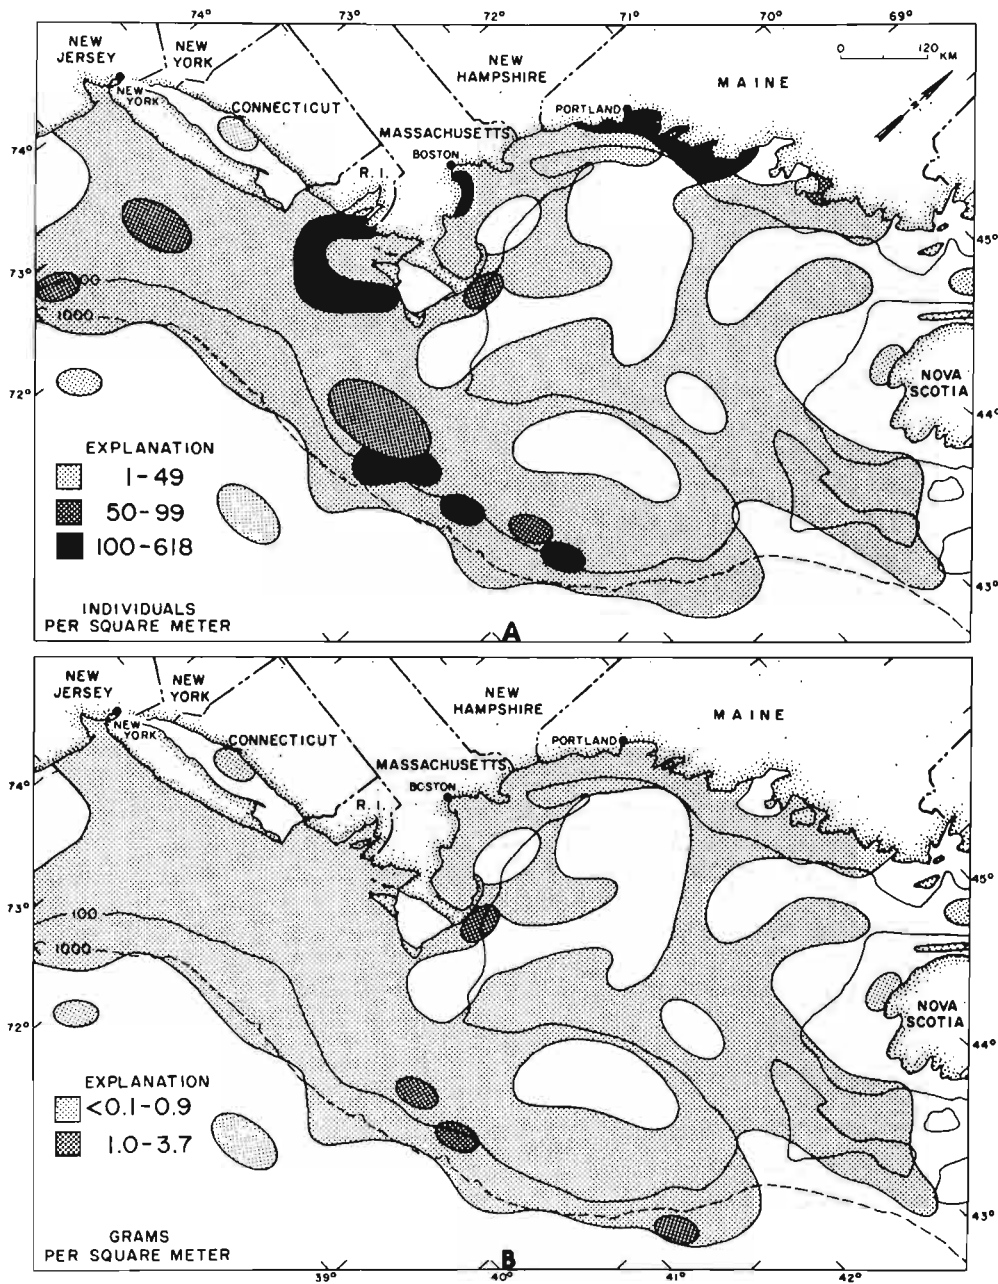 74° 73° 72° 71° 70° 69°
NEW
JERSEY
NEW
YORK
NEW
YORK
CONNECTICUT
NEW
HAMPSHIRE
0 120 KM
MAINE
PORTLAND
MASSACHUSETTS
BOSTON
R. I.
74°
45°
73°
1000
NOVA
SCOTIA
72°
44°
EXPLANATION
1-49
50-99
100-618
43°
INDIVIDUALS
PER SQUARE METER
A
NEW
JERSEY
NEW
YORK
NEW
YORK
CONNECTICUT
NEW
HAMPSHIRE
MAINE
PORTLAND
MASSACHUSETTS
BOSTON
R. I.
74°
45°
73°
100
1000
NOVA
SCOTIA
72°
44°
EXPLANATION
<0.1-0.9
1.0-3.7
43°
GRAMS
PER SQUARE METER
B
39° 40° 41° 42°